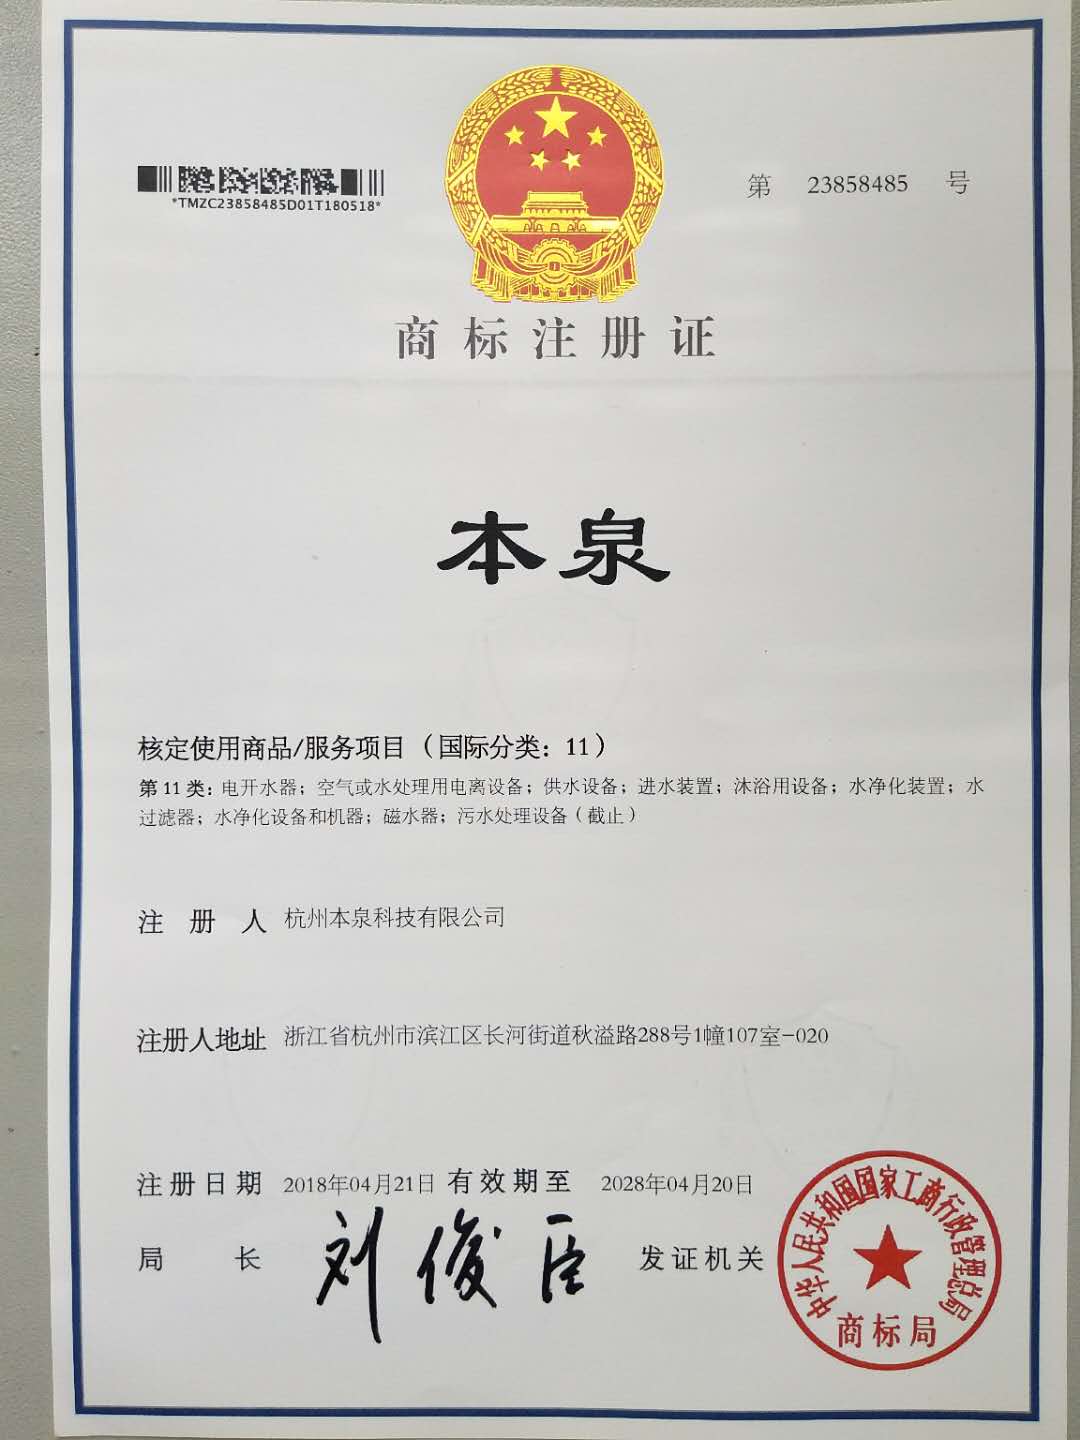 *TMZC23858485D01T180518*
第 23858485 号
商标注册证
本泉
核定使用商品/服务项目（国际分类：11）
第 11 类：电开水器；空气或水处理用电离设备；供水设备；进水装置；沐浴用设备；水净化装置；水
过滤器；水净化设备和机器；磁水器；污水处理设备（截止）
注册人 杭州本泉科技有限公司
注册人地址 浙江省杭州市滨江区长河街道秋溢路288号1幢107室-020
注册日期 2018年04月21日 有效期至 2028年04月20日
局长 刘俊臣 发证机关
中华人民共和国国家工商行政管理总局
商标局